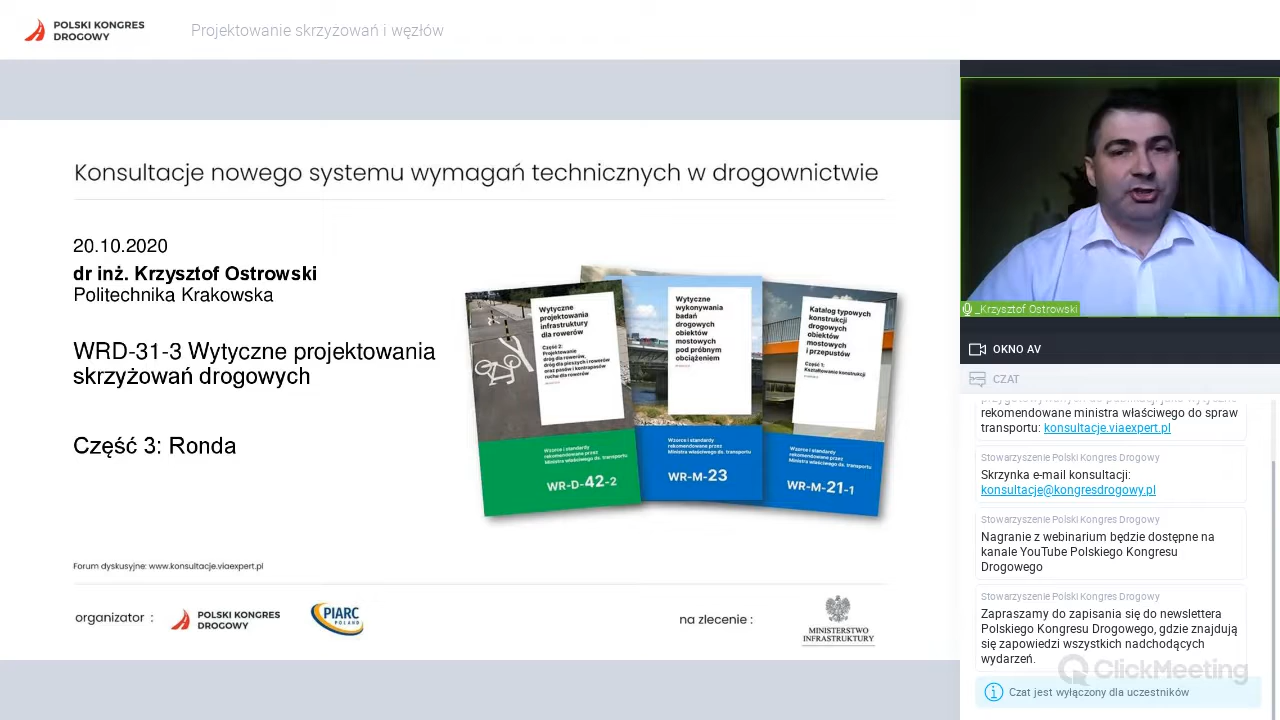 POLSKI KONGRES
DROGOWY
Projektowanie skrzyzowań i węzłów
Konsultacje nowego systemu wymagań technicznych w drogownictwie
20.10.2020
dr inż. Krzysztof Ostrowski
Politechnika Krakowska
WRD-31-3 Wytyczne projektowania
skrzyżowań drogowych
Część 3: Ronda
Wytyczne
projektowania
infrastruktury
dla rowerów
Część 2:
Projektowanie
dróg dla rowerów,
dróg dla pieszych i rowerów
oraz pasów i kontrapasów
ruchu dla rowerów
Wzorce i standardy
rekomendowane przez
Ministra właściwego ds. transportu
WR-D-42-2
Wytyczne
wykonywania
badań
drogowych
obiektów
mostowych
pod próbnym
obciążeniem
Wzorce i standardy
rekomendowane przez
Ministra właściwego ds. transportu
WR-M-23
Katalog typowych
konstrukcji
drogowych
obiektów
mostowych
i przepustów
Część 1:
Kształtowanie konstrukcji
Wzorce i standardy
rekomendowane przez
Ministra właściwego ds. transportu
WR-M-21-1
Forum dyskusyjne: www.konsultacje.viaexpert.pl
organizator :
POLSKI KONGRES
DROGOWY
PIARC
POLAND
na zlecenie :
MINISTERSTWO
INFRASTRUKTURY
_Krzysztof Ostrowski
OKNO AV
CZAT
rekomendowane ministra właściwego do spraw
transportu: konsultacje.viaexpert.pl
Stowarzyszenie Polski Kongres Drogowy
Skrzynka e-mail konsultacji:
konsultacje@kongresdrogowy.pl
Stowarzyszenie Polski Kongres Drogowy
Nagranie z webinarium będzie dostępne na
kanale YouTube Polskiego Kongresu
Drogowego
Stowarzyszenie Polski Kongres Drogowy
Zapraszamy do zapisania się do newslettera
Polskiego Kongresu Drogowego, gdzie znajdują
się zapowiedzi wszystkich nadchodzących
wydarzeń.
ClickMeeting
Czat jest wyłączony dla uczestników